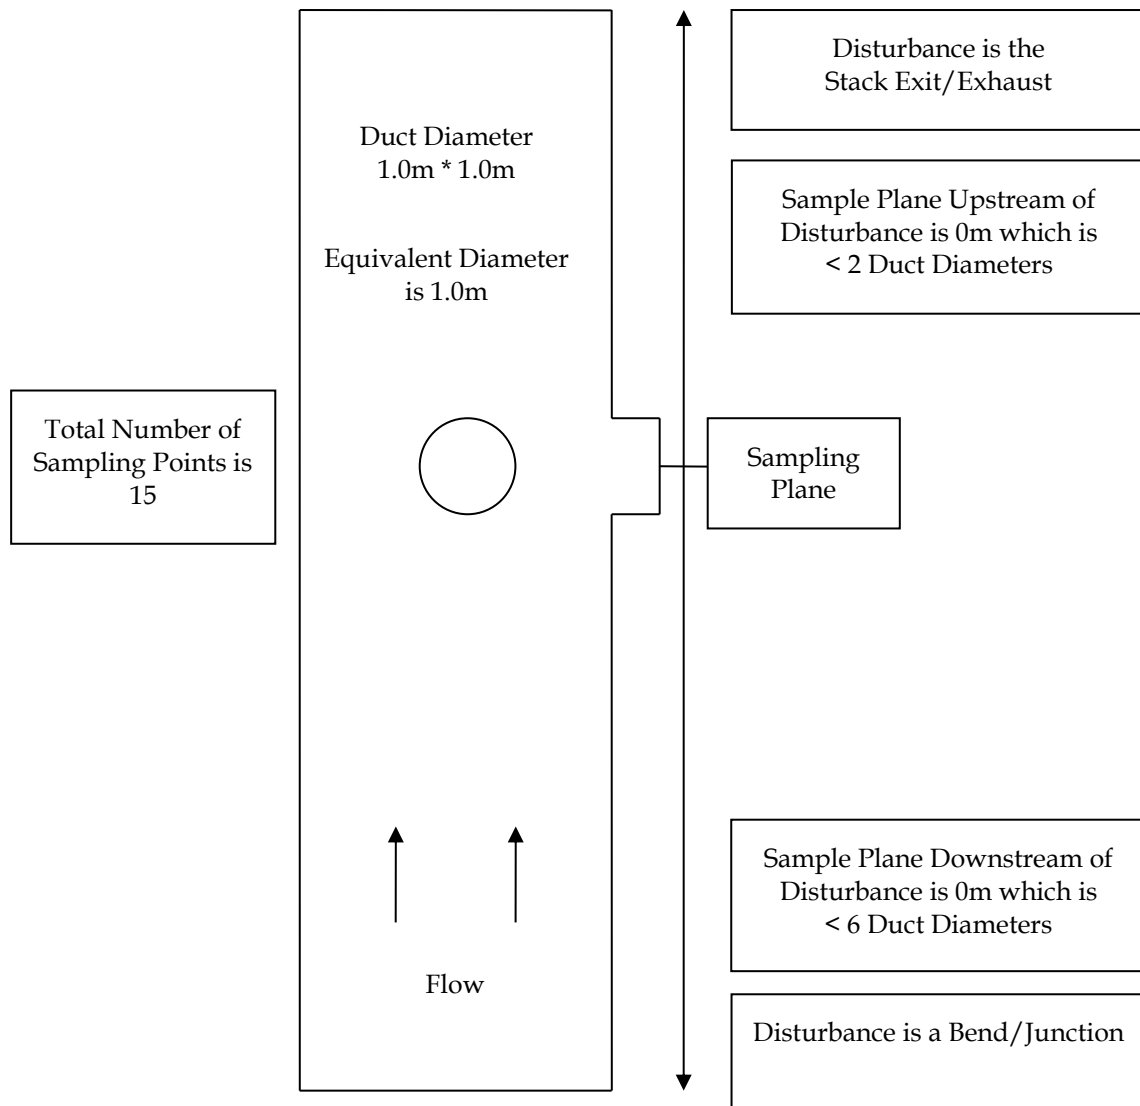 Disturbance is the
Stack Exit/Exhaust
Duct Diameter
1.0m * 1.0m
Sample Plane Upstream of
Disturbance is 0m which is
< 2 Duct Diameters
Equivalent Diameter
is 1.0m
Total Number of
Sampling Points is
15
Sampling
Plane
Sample Plane Downstream of
Disturbance is 0m which is
< 6 Duct Diameters
Flow
Disturbance is a Bend/Junction